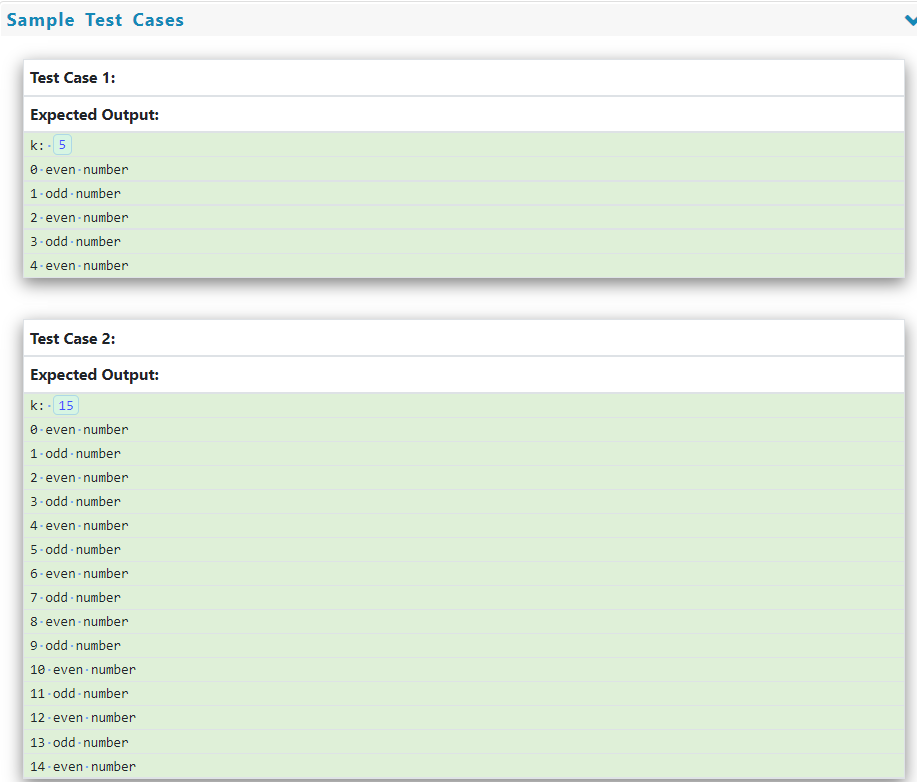 Sample Test Cases
Test Case 1:
Expected Output:
k:·5
0·even·number
1·odd·number
2·even·number
3·odd·number
4·even·number
Test Case 2:
Expected Output:
k:·15
0·even·number
1·odd·number
2·even·number
3·odd·number
4·even·number
5·odd·number
6·even·number
7·odd·number
8·even·number
9·odd·number
10·even·number
11·odd·number
12·even·number
13·odd·number
14·even·number